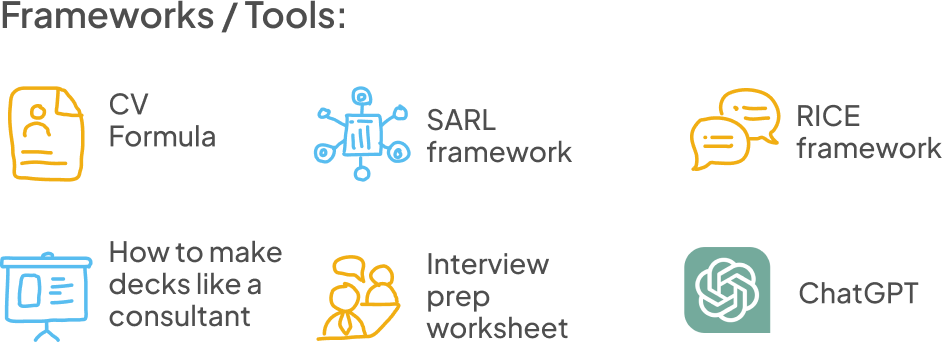 Frameworks / Tools:
CV
Formula
SARL
framework
RICE
framework
How to make
decks like a
consultant
Interview
prep
worksheet
ChatGPT